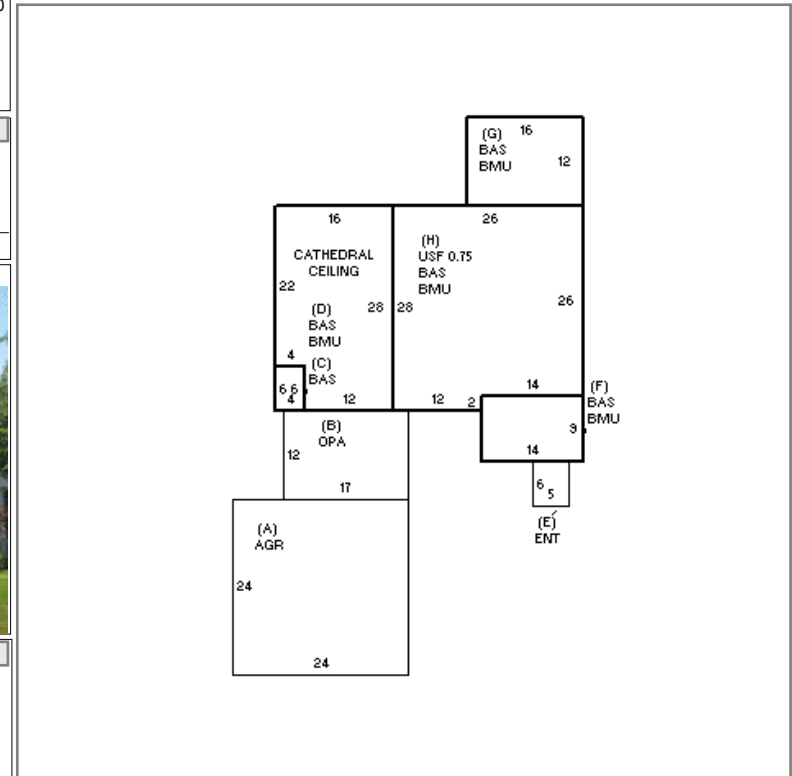 (G) 16
BAS
BMU 12
16 26
(H)
CATHEDRAL USF 0.75
CEILING BAS
22 BMU
28 28 26
(D)
BAS
BMU
4
(C)
BAS
6 6
4 12 12 2 14
(F)
BAS
BMU
9
14
(B)
OPA
12
17
6
5
(E)
ENT
(A)
AGR
24
24